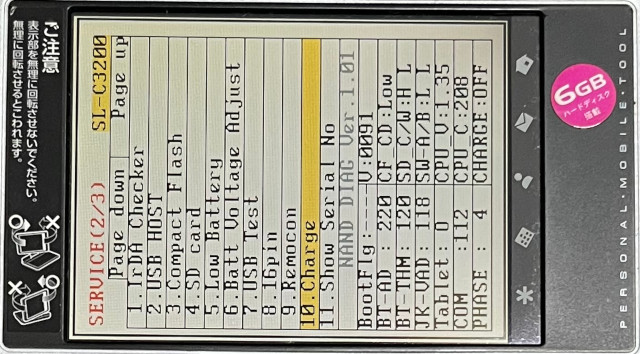 SERVICE(2/3) SL-C3200
Page down Page up
1.IrDA Checker
2.USB HOST
3.Compact Flash
4.SD card
5.Low Battery
6.Batt Voltage Adjust
7.USB Test
8.16pin
9.Remocon
10.Charge
11.Show Serial No
NAND DIAG Ver.1.01
BootFlg:---- V:0091
BT-AD : 220 CF CD:Low
BT-THM: 120 SD C/W:H L
JK-VAD: 118 SW-A/B:L L
Tablet: 0 CPU_V:1.35
COM :112 CPU_C:208
PHASE : 4 CHARGE:OFF
ご注意
表示部を無理に回転させないでください。
無理に回転させるとこわれます。
6GB
ハードディスク
搭載
PERSONAL・MOBILE・TOOL